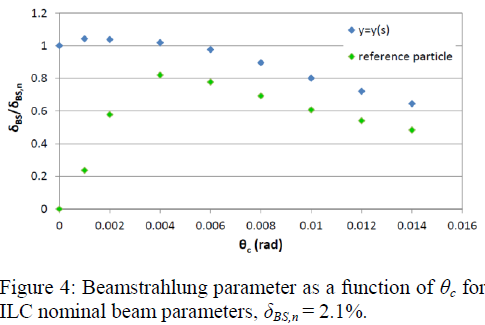 1.2
1
0.8
0.6
0.4
0.2
0
δBS/δBS,n
y=y(s)
reference particle
0 0.002 0.004 0.006 0.008 0.01 0.012 0.014 0.016
θc (rad)
Figure 4: Beamstrahlung parameter as a function of θc for
ILC nominal beam parameters, δBS,n = 2.1%.